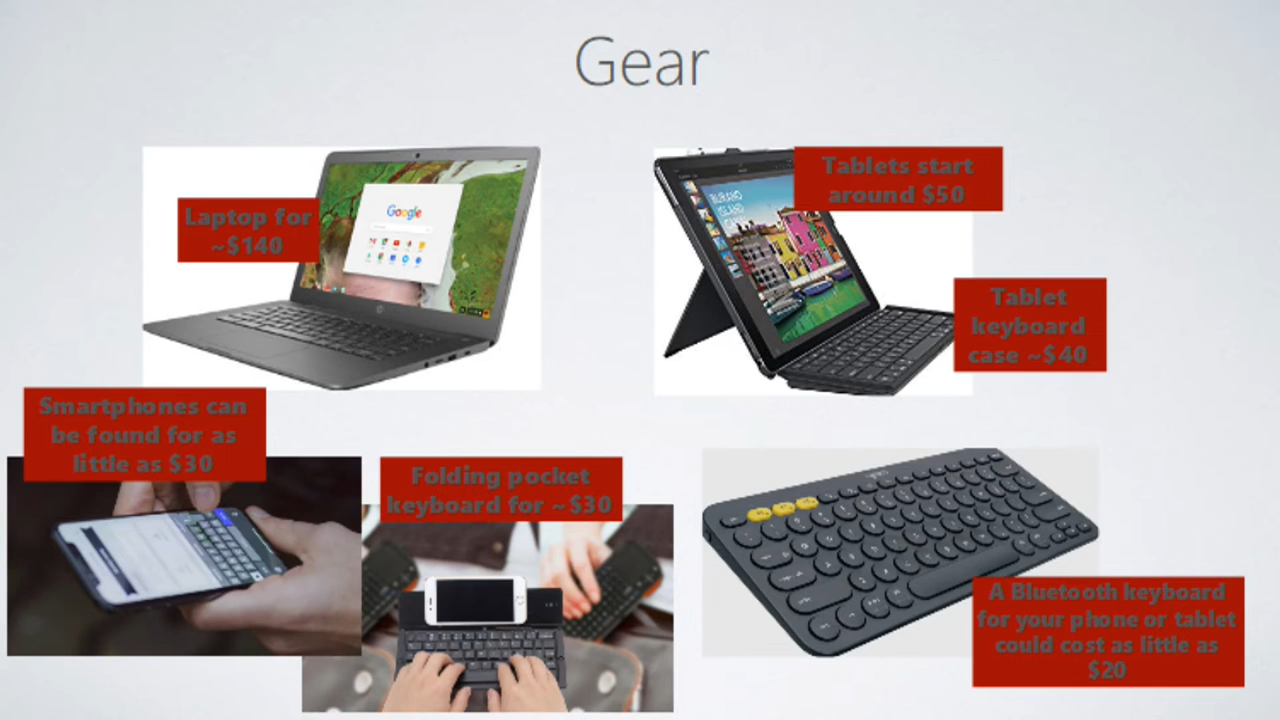 Gear
Laptop for
~$140
Google
Tablets start
around $50
BURANO
ISLAND
Tablet
keyboard
case ~$40
Smartphones can
be found for as
little as $30
Folding pocket
keyboard for ~$30
A Bluetooth keyboard
for your phone or tablet
could cost as little as
$20